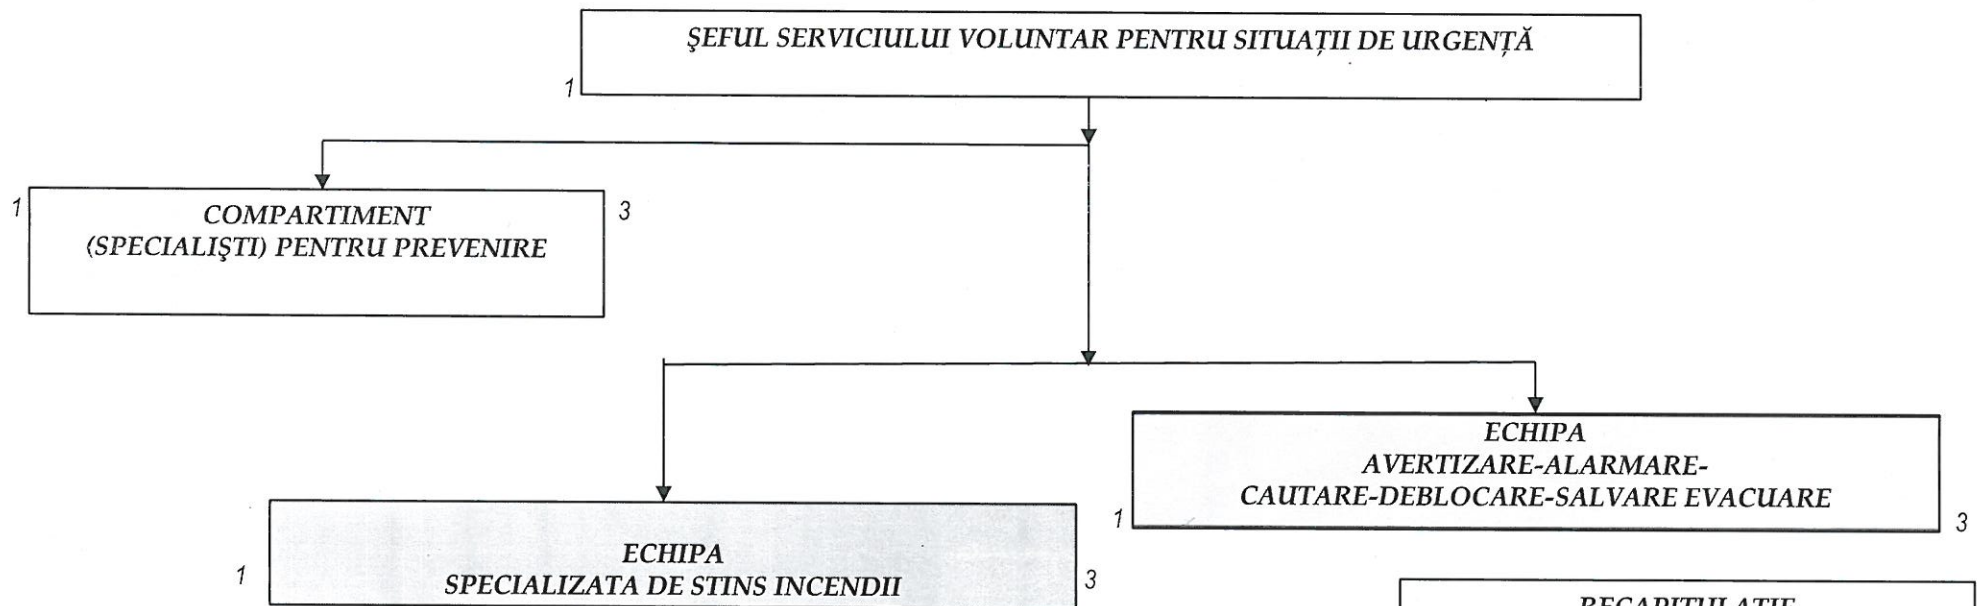 ŞEFUL SERVICIULUI VOLUNTAR PENTRU SITUAȚII DE URGENȚĂ
1
1
COMPARTIMENT
(SPECIALIŞTI) PENTRU PREVENIRE
3
ECHIPA
AVERTIZARE-ALARMARE-
CAUTARE-DEBLOCARE-SALVARE EVACUARE
1
3
ECHIPA
SPECIALIZATA DE STINS INCENDII
1
3
RECAPITULATIE